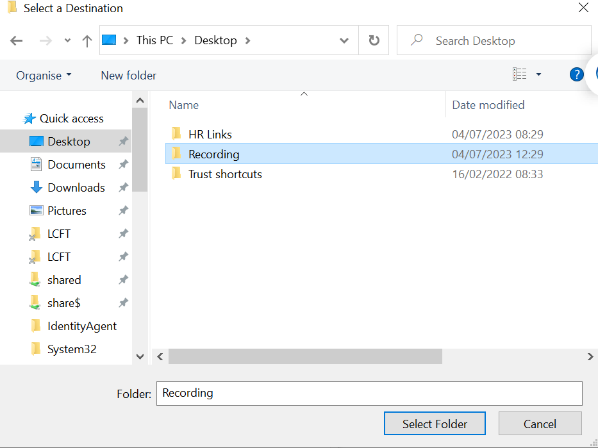 Select a Destination
This PC > Desktop >
Search Desktop
Organise
New folder
?
Name
Date modified
Quick access
Desktop
Documents
Downloads
Pictures
LCFT
LCFT
shared
share$
IdentityAgent
System32
HR Links 04/07/2023 08:29
Recording 04/07/2023 12:29
Trust shortcuts 16/02/2022 08:33
Folder: Recording
Select Folder
Cancel